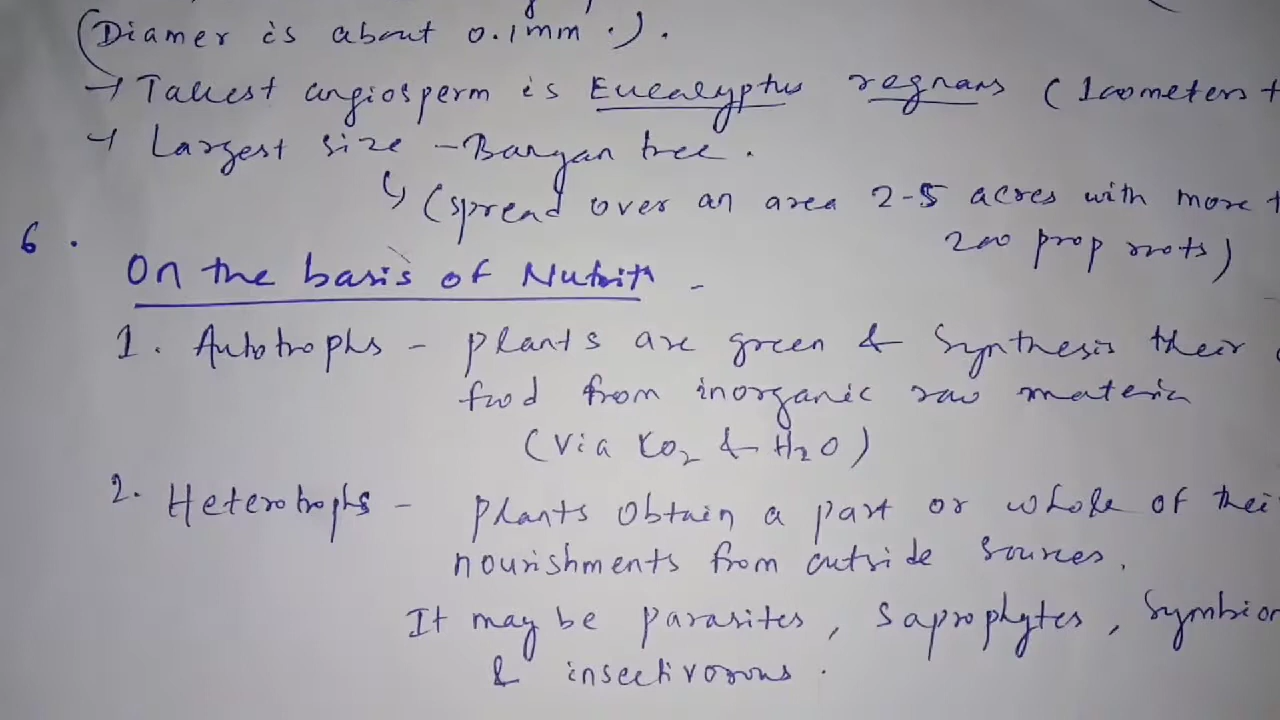 (Diamer is about 0.1mm.).
→ Tallest angiosperm is Eucalyptus regnans (100meters +
→ Largest size - Banyan tree.
↳ (spread over an area 2-5 acres with more t
200 prop roots)
6.
On the basis of Nutrit -
1. Autotrophs - plants are green & Synthesis their
food from inorganic raw materia
(Via CO2 & H2O)
2. Heterotrophs - plants obtain a part or whole of thei
nourishments from outside sources.
It may be parasites, saprophytes, Symbion
& insectivorous.